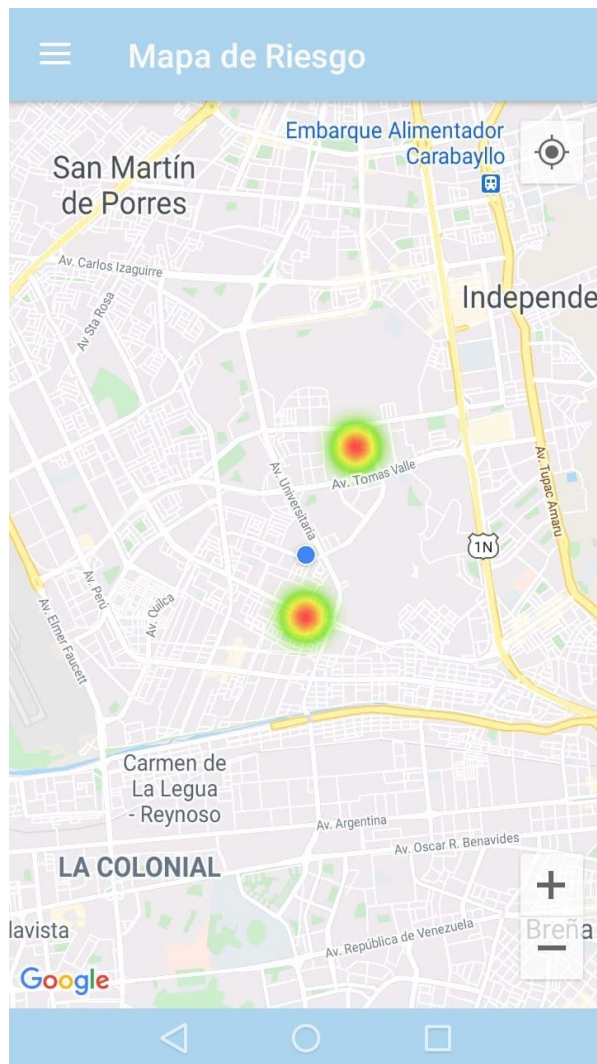 Mapa de Riesgo
Embarque Alimentador
Carabayllo
San Martín
de Porres
Av. Carlos Izaguirre
Av Sta Rosa
Independe
Av. Universitaria
Av. Tomas Valle
Av. Tupac Amaru
1N
Av. Perú
Av. Quilca
Av. Elmer Faucett
Carmen de
La Legua
- Reynoso
Av. Argentina
Av. Oscar R. Benavides
LA COLONIAL
+
lavista
Av. República de Venezuela
Breña
−
Google